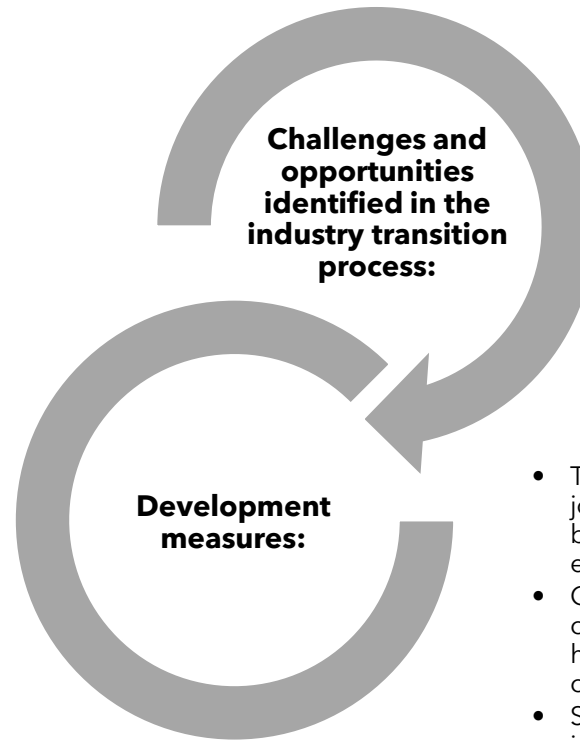 Challenges and
opportunities
identified in the
industry transition
process:
Development
measures: